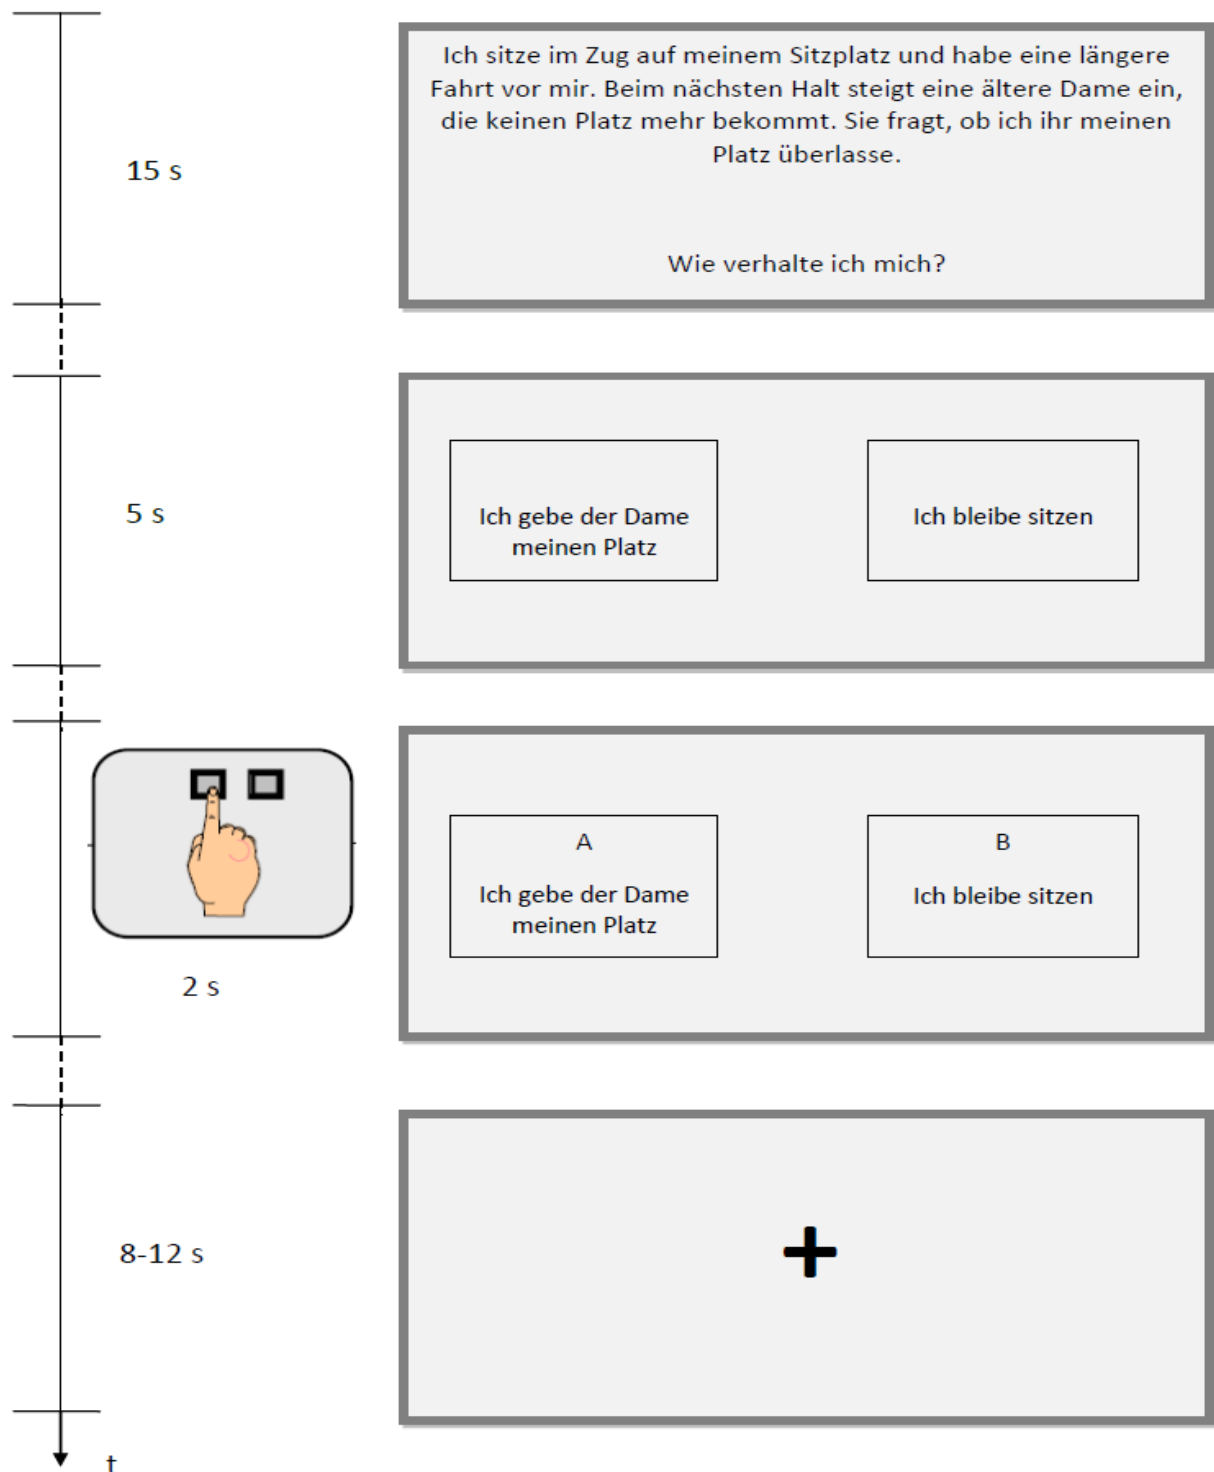 Ich sitze im Zug auf meinem Sitzplatz und habe eine längere
Fahrt vor mir. Beim nächsten Halt steigt eine ältere Dame ein,
die keinen Platz mehr bekommt. Sie fragt, ob ich ihr meinen
Platz überlasse.
15 s
Wie verhalte ich mich?
5 s
Ich gebe der Dame
meinen Platz
Ich bleibe sitzen
A
Ich gebe der Dame
meinen Platz
B
Ich bleibe sitzen
2 s
8-12 s
+
t